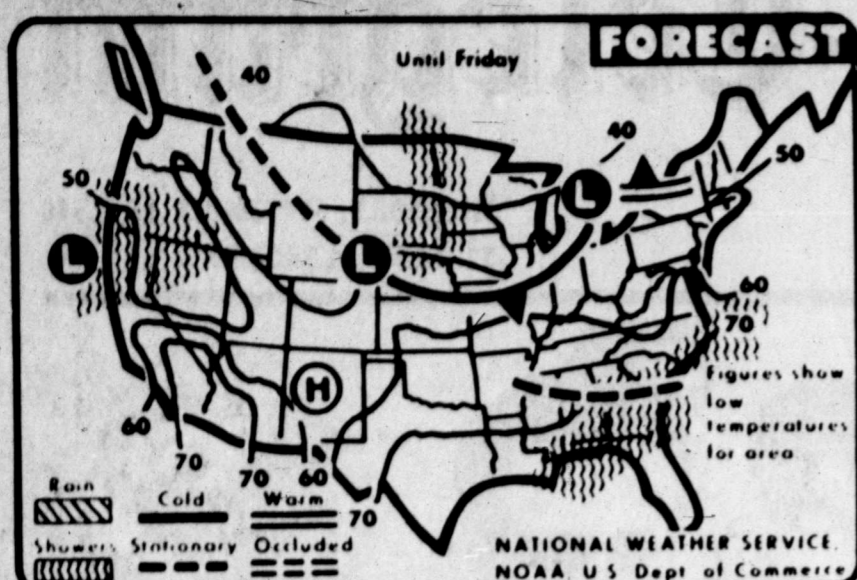 FORECAST
Until Friday
40
40
50
50
L
L
L
60
70
H
Figures show
low
temperatures
for area
60
70
70
60
70
Rain
Cold
Warm
Showers
Stationary
Occluded
NATIONAL WEATHER SERVICE,
NOAA, U S Dept of Commerce